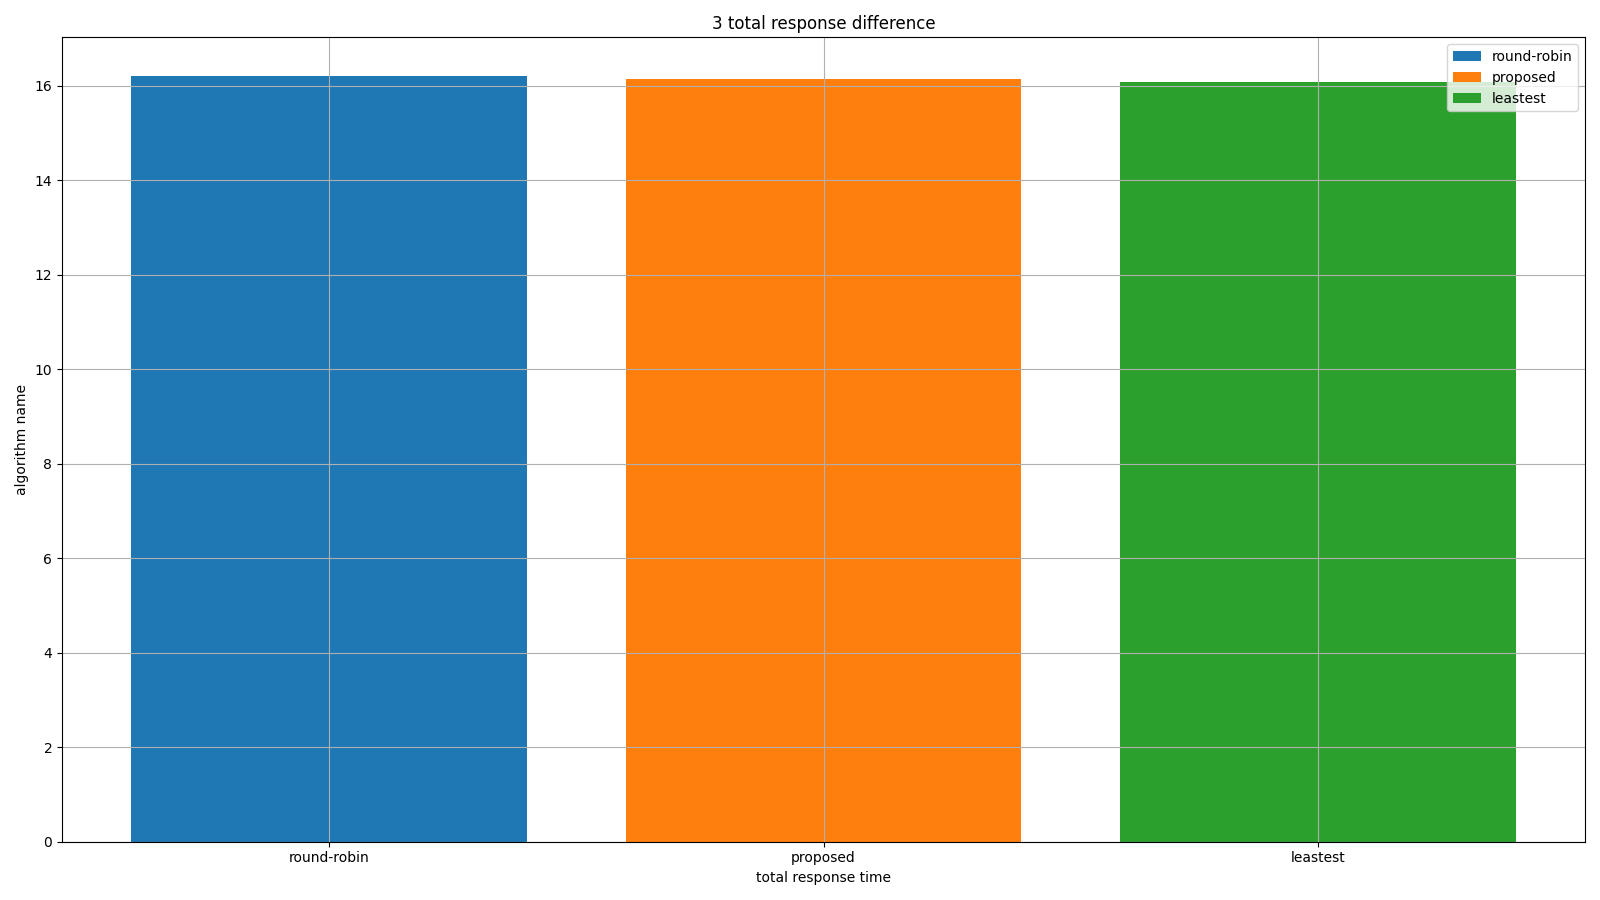 3 total response difference
round-robin
proposed
leastest
16
14
12
10
8
6
4
2
0
algorithm name
round-robin
proposed
leastest
total response time